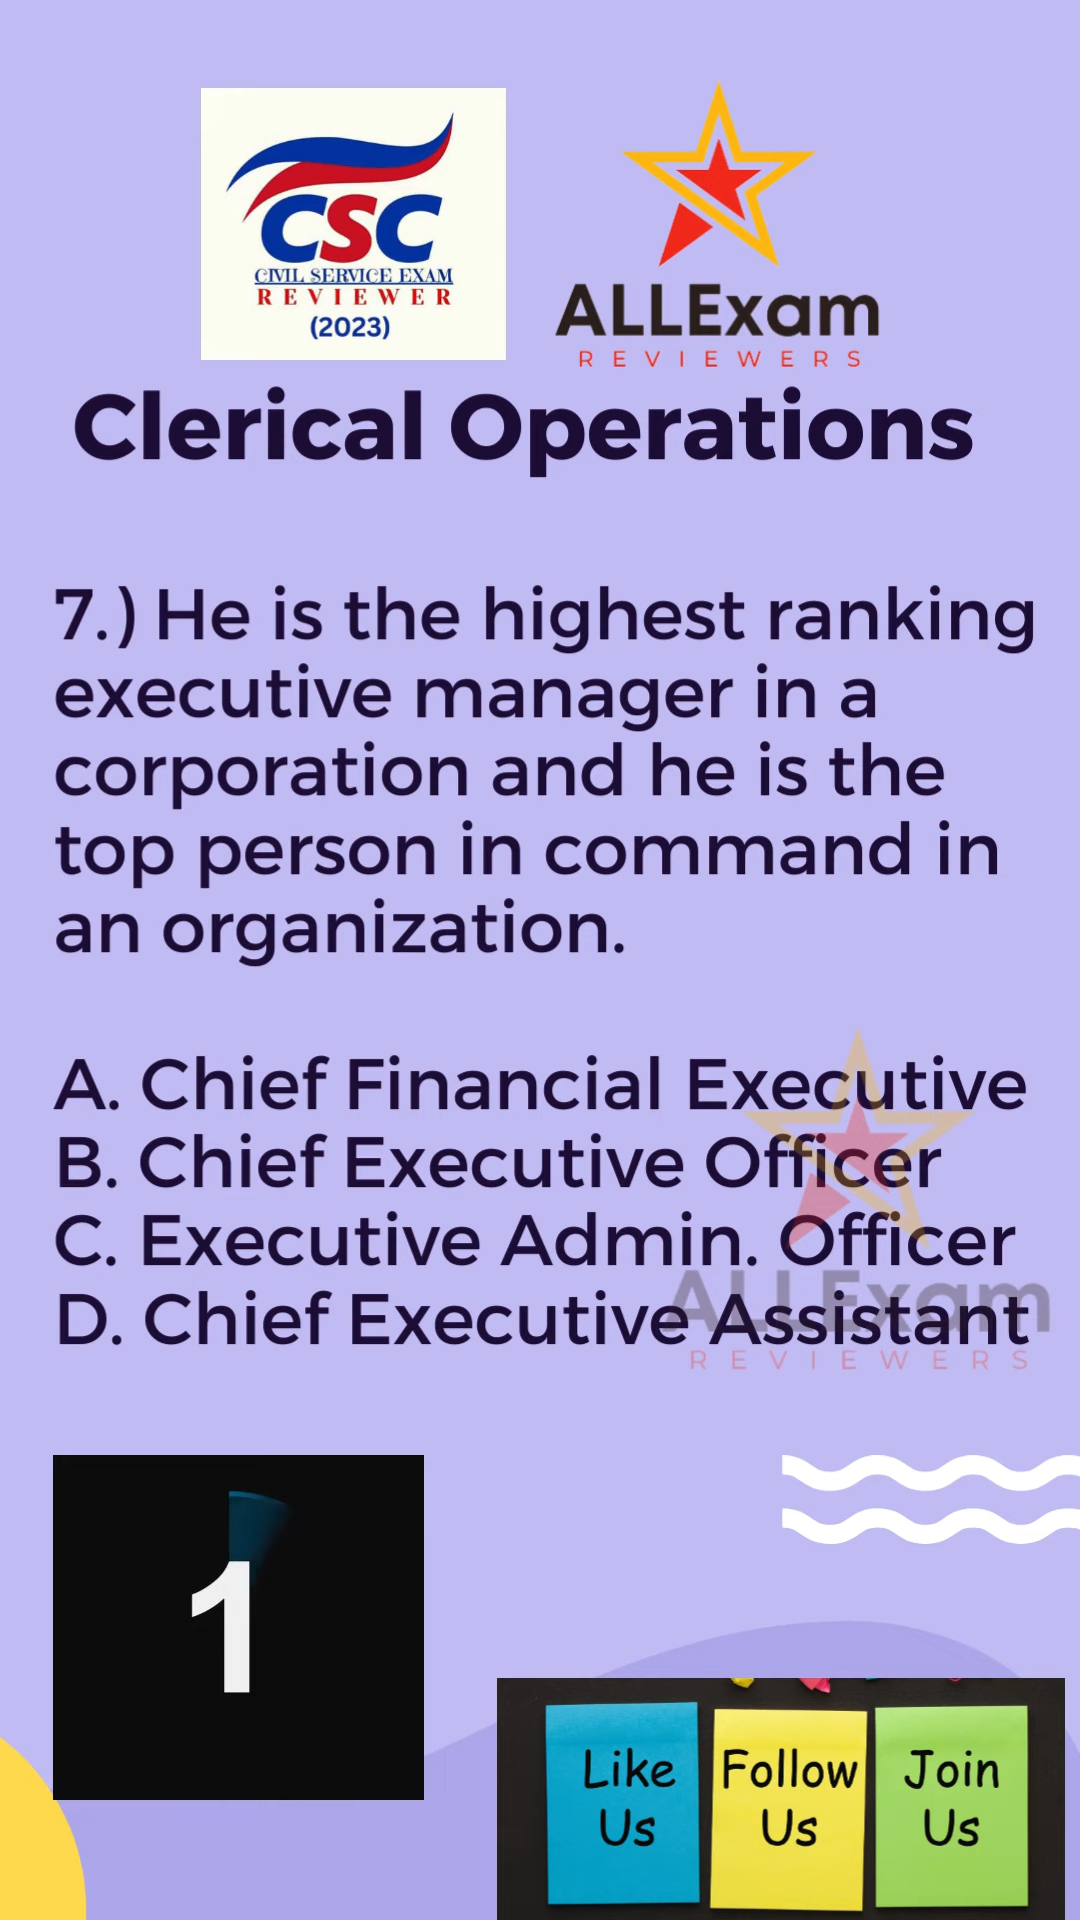 CSC
CIVIL SERVICE EXAM
REVIEWER
(2023)
ALLExam
REVIEWERS
Clerical Operations
7.) He is the highest ranking
executive manager in a
corporation and he is the
top person in command in
an organization.
A. Chief Financial Executive
B. Chief Executive Officer
C. Executive Admin. Officer
D. Chief Executive Assistant
ALLExam
REVIEWERS
1
Like
Us
Follow
Us
Join
Us